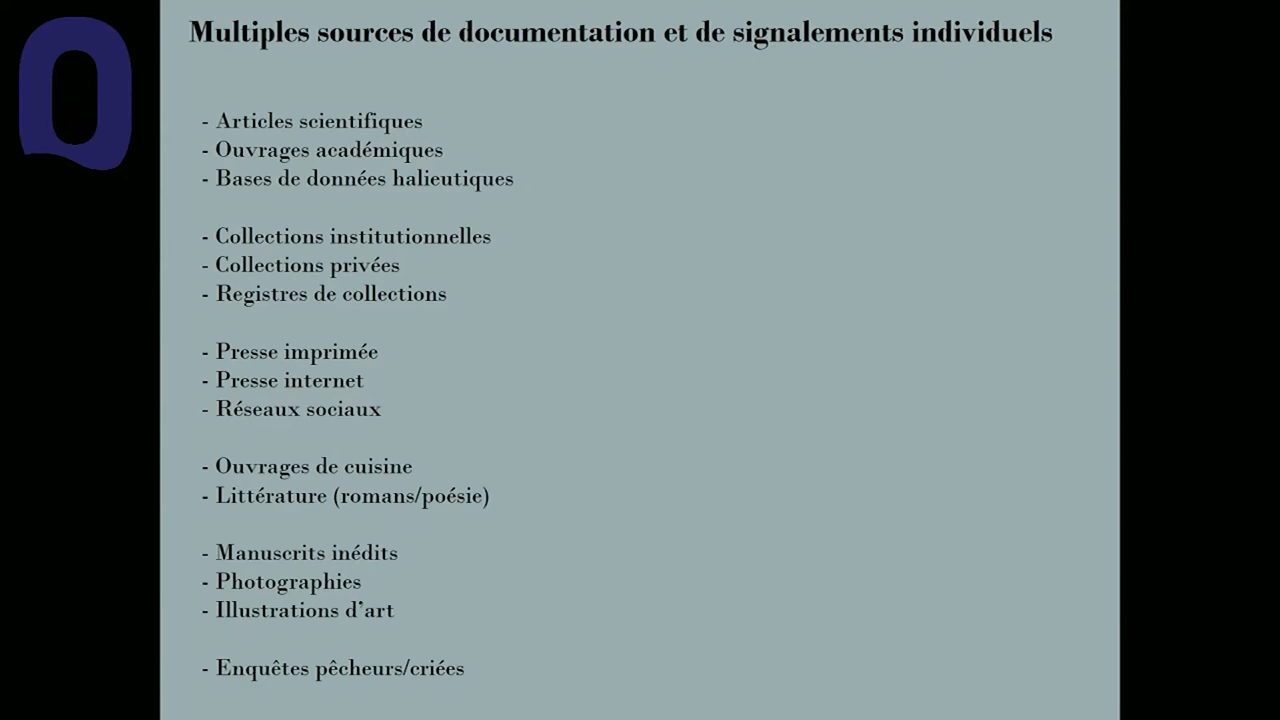 Multiples sources de documentation et de signalements individuels
- Articles scientifiques
- Ouvrages académiques
- Bases de données halieutiques
- Collections institutionnelles
- Collections privées
- Registres de collections
- Presse imprimée
- Presse internet
- Réseaux sociaux
- Ouvrages de cuisine
- Littérature (romans/poésie)
- Manuscrits inédits
- Photographies
- Illustrations d’art
- Enquêtes pêcheurs/criées